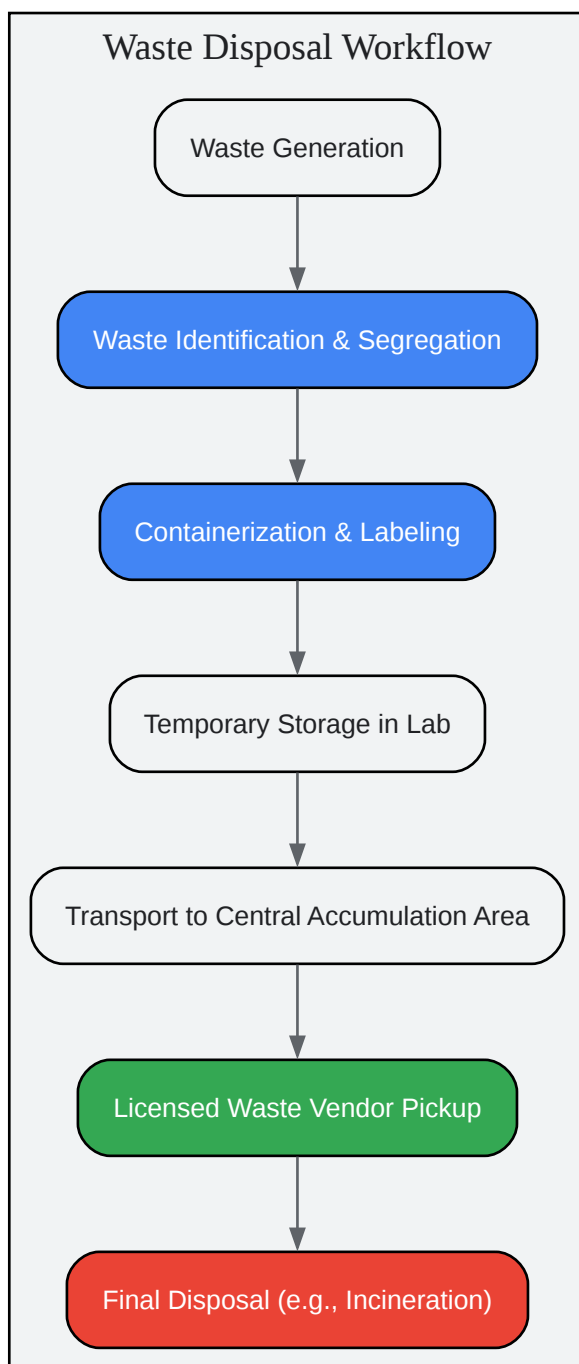 Waste Disposal Workflow
Waste Generation
Waste Identification & Segregation
Containerization & Labeling
Temporary Storage in Lab
Transport to Central Accumulation Area
Licensed Waste Vendor Pickup
Final Disposal (e.g., Incineration)